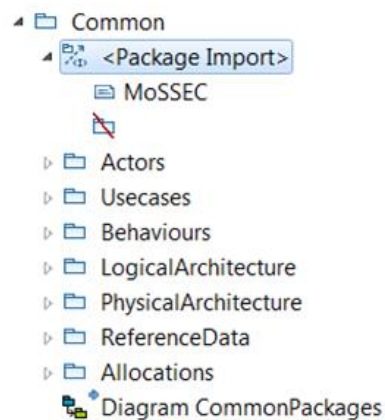 Common
<Package Import>
MoSSEC
Actors
Usecases
Behaviours
LogicalArchitecture
PhysicalArchitecture
ReferenceData
Allocations
Diagram CommonPackages